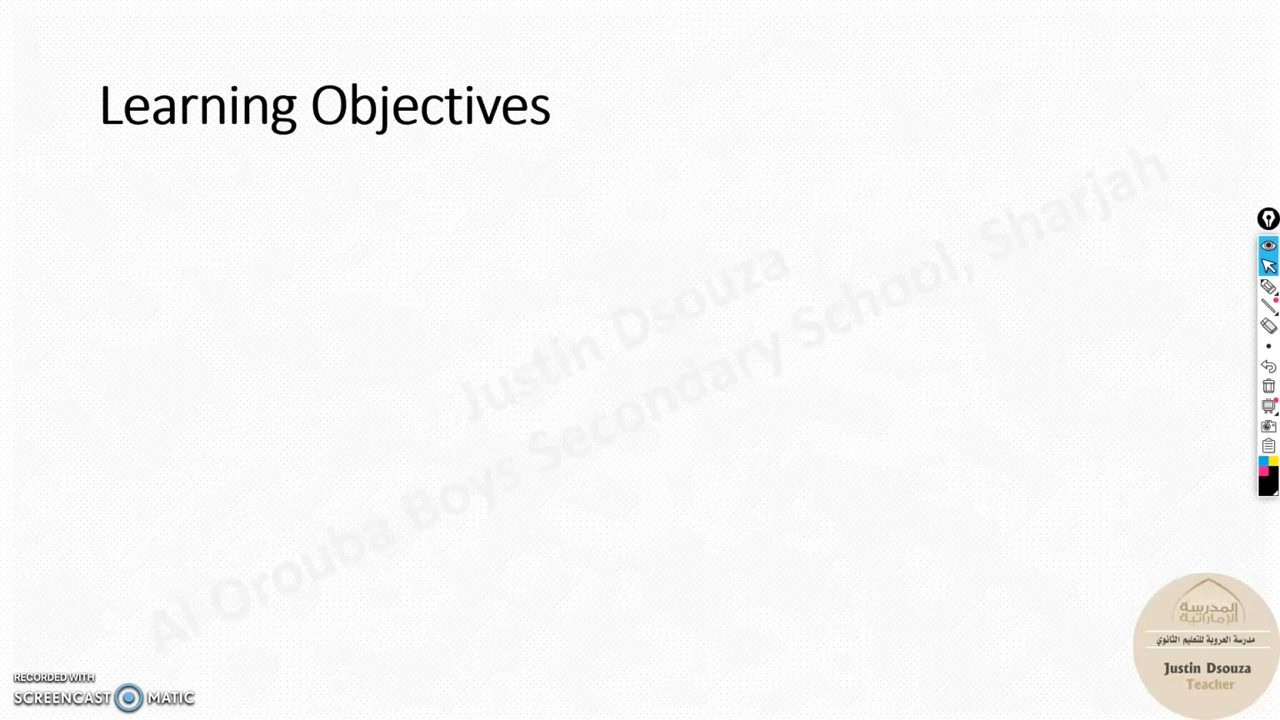 Learning Objectives
Justin Dsouza
Al Orouba Boys Secondary School, Sharjah
المدرسة
الإماراتية
مدرسة العروبة للتعليم الثانوي
Justin Dsouza
Teacher
RECORDED WITH
SCREENCAST MATIC